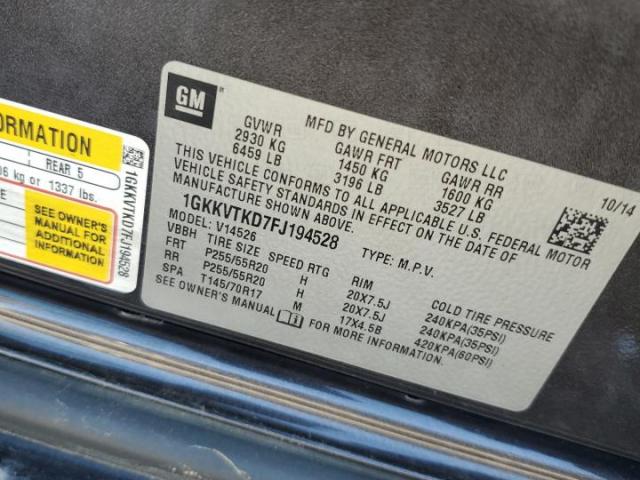 ORMATION
REAR 5
06 kg or 1337 lbs.
SEE OWNER'S
MANUAL FOR
ADDITIONAL
INFORMATION
1GKKVTKD7FJ194528
GM
MFD BY GENERAL MOTORS LLC
10/14
GVWR GAWR FRT GAWR RR
2930 KG 1450 KG 1600 KG
6459 LB 3196 LB 3527 LB
THIS VEHICLE CONFORMS TO ALL APPLICABLE U.S. FEDERAL MOTOR
VEHICLE SAFETY STANDARDS IN EFFECT ON THE DATE OF
MANUFACTURE SHOWN ABOVE.
1GKKVTKD7FJ194528 TYPE: M.P.V.
MODEL: V14526
VBBH TIRE SIZE SPEED RTG RIM COLD TIRE PRESSURE
FRT P255/55R20 H 20X7.5J 240KPA(35PSI)
RR P255/55R20 H 20X7.5J 240KPA(35PSI)
SPA T145/70R17 M 17X4.5B 420KPA(60PSI)
SEE OWNER'S MANUAL FOR MORE INFORMATION.